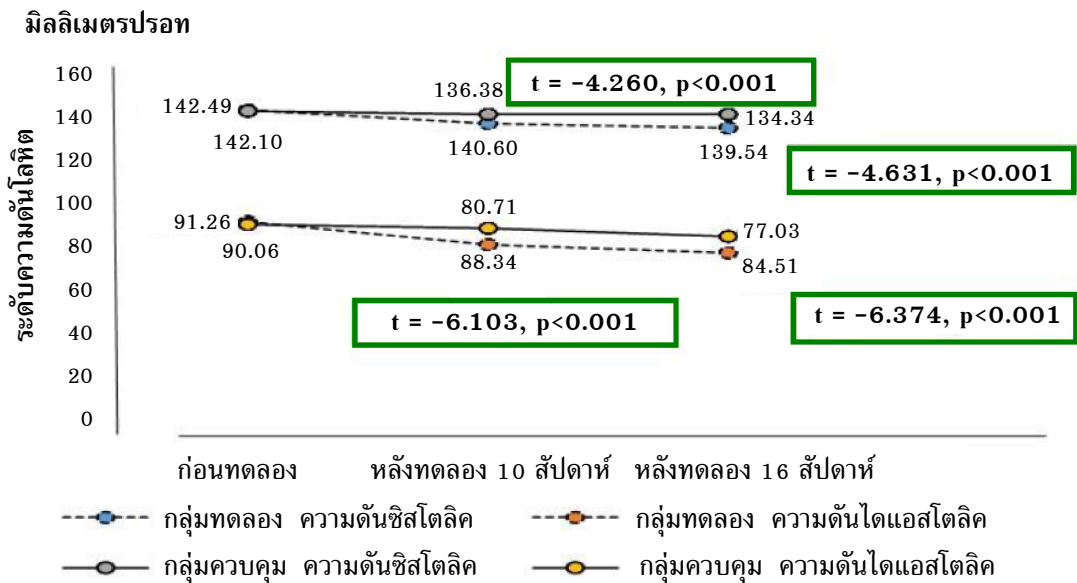 มิลลิเมตรปรอท
ระดับความดันโลหิต
160
140
120
100
80
60
40
20
0
142.49
142.10
136.38
140.60
134.34
139.54
t = -4.260, p<0.001
t = -4.631, p<0.001
91.26
90.06
80.71
88.34
77.03
84.51
t = -6.103, p<0.001
t = -6.374, p<0.001
ก่อนทดลอง หลังทดลอง 10 สัปดาห์ หลังทดลอง 16 สัปดาห์
กลุ่มทดลอง ความดันซิสโตลิค กลุ่มทดลอง ความดันไดแอสโตลิค
กลุ่มควบคุม ความดันซิสโตลิค กลุ่มควบคุม ความดันไดแอสโตลิค